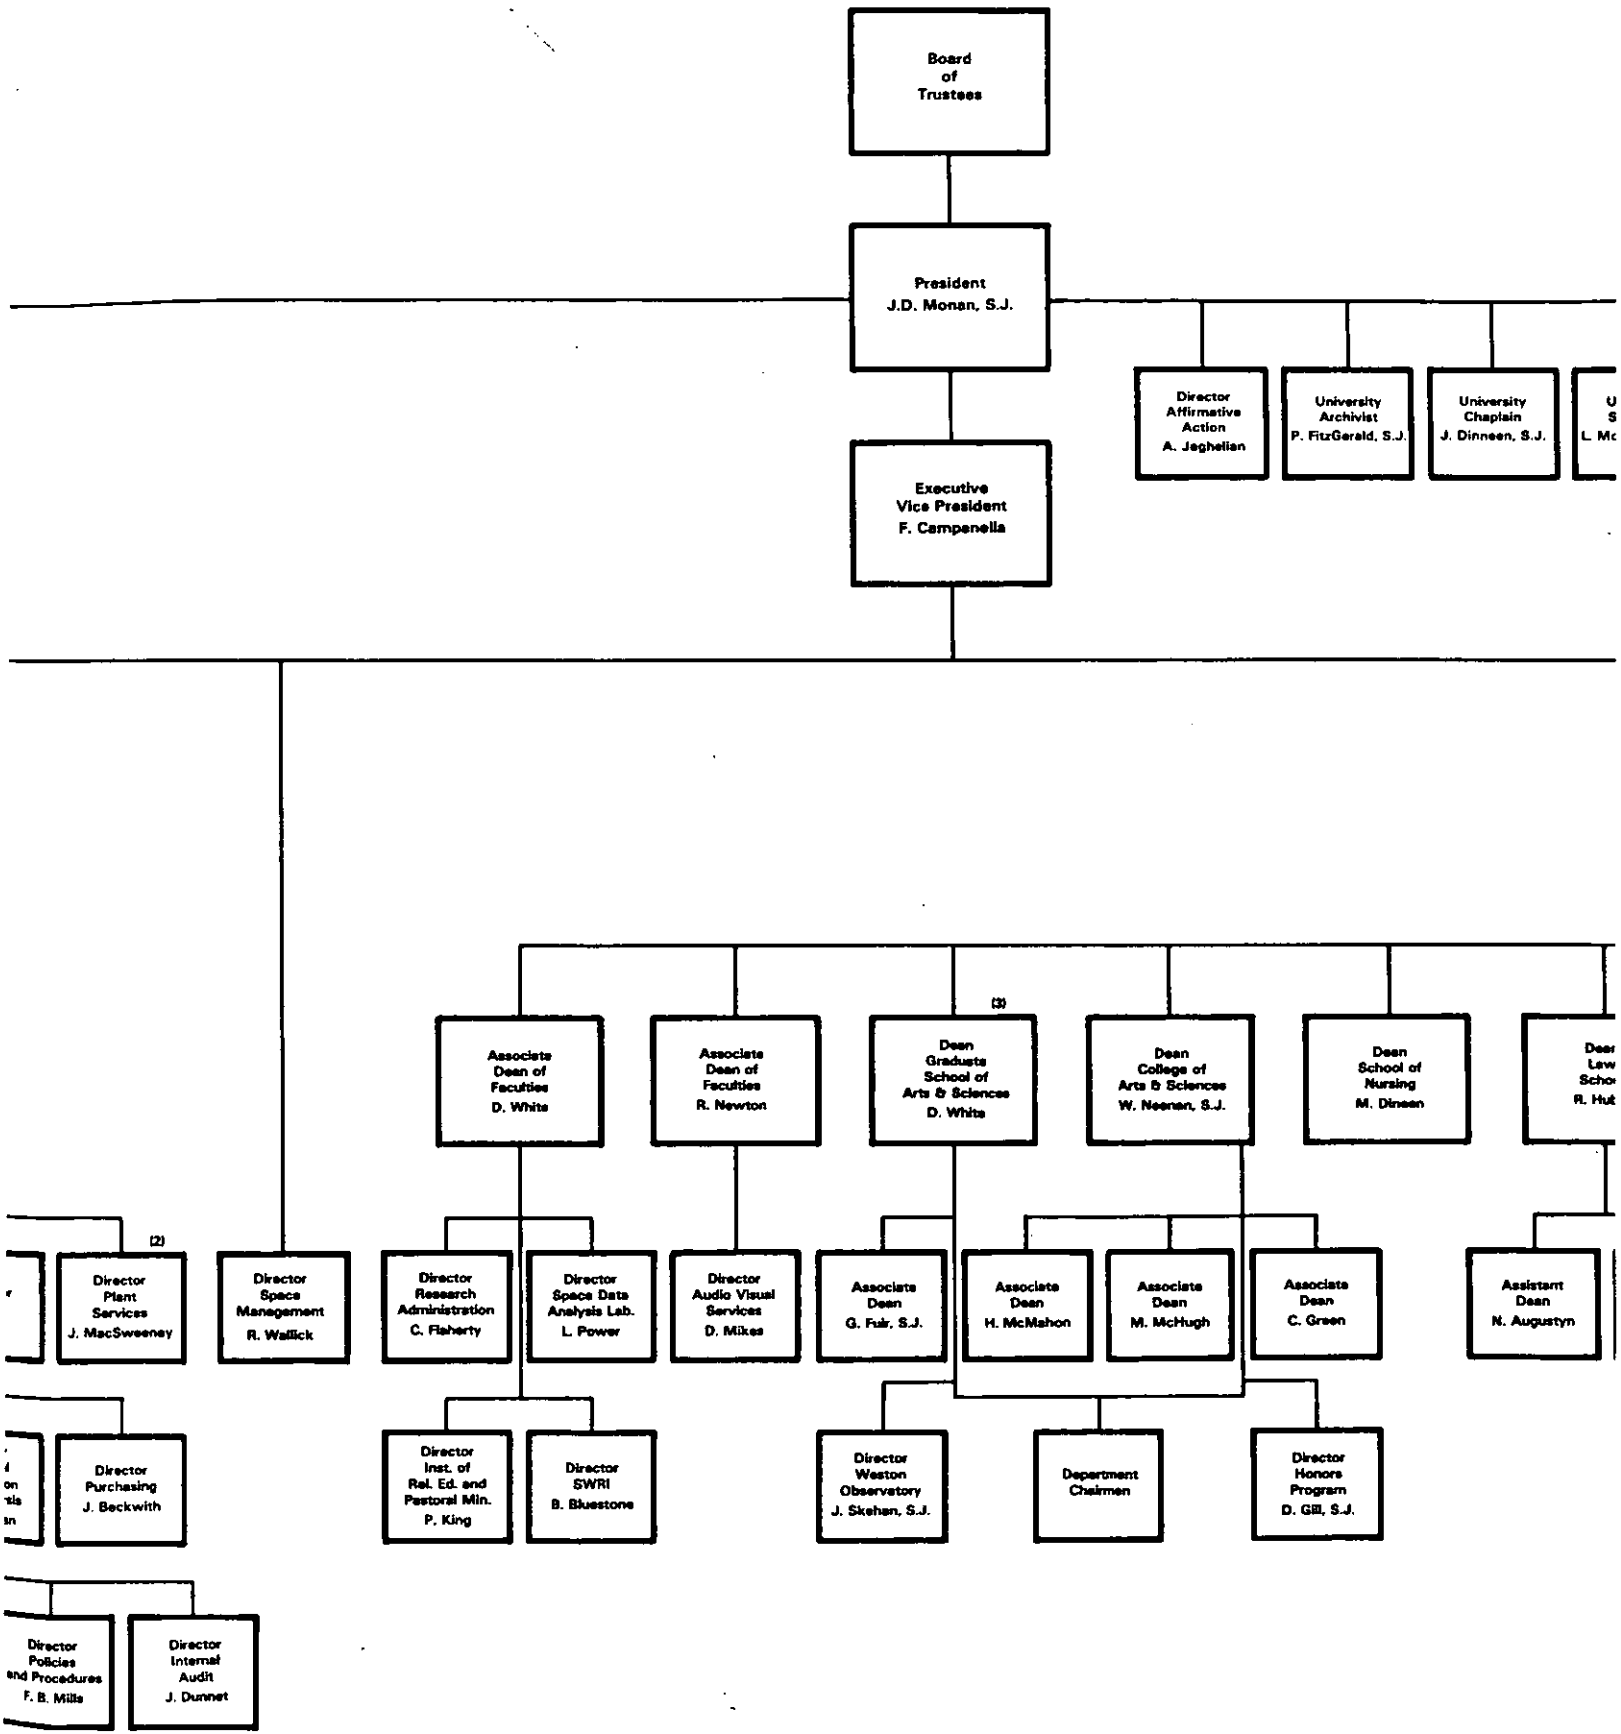 Board
of
Trustees
President
J.D. Monan, S.J.
Director
Affirmative
Action
A. Jeghelian
University
Archivist
P. FitzGerald, S.J.
University
Chaplain
J. Dinneen, S.J.
Executive
Vice President
F. Campanella
Associate
Dean of
Faculties
D. White
Associate
Dean of
Faculties
R. Newton
(3)
Dean
Graduate
School of
Arts & Sciences
D. White
Dean
College of
Arts & Sciences
W. Neenan, S.J.
Dean
School of
Nursing
M. Dineen
Dean
Law
R. Hut
(2)
Director
Plant
Services
J. MacSweeney
Director
Space
Management
R. Wallick
Director
Research
Administration
C. Flaherty
Director
Space Data
Analysis Lab.
L. Power
Director
Audio Visual
Services
D. Mikes
Associate
Dean
G. Fuir, S.J.
Associate
Dean
H. McMahon
Associate
Dean
M. McHugh
Associate
Dean
C. Green
Assistant
Dean
N. Augustyn
Director
Purchasing
J. Beckwith
Director
Inst. of
Rel. Ed. and
Pastoral Min.
P. King
Director
SWRI
B. Bluestone
Director
Weston
Observatory
J. Skehan, S.J.
Department
Chairmen
Director
Honors
Program
D. Gill, S.J.
Director
Policies
and Procedures
F. B. Mills
Director
Internal
Audit
J. Dunnet